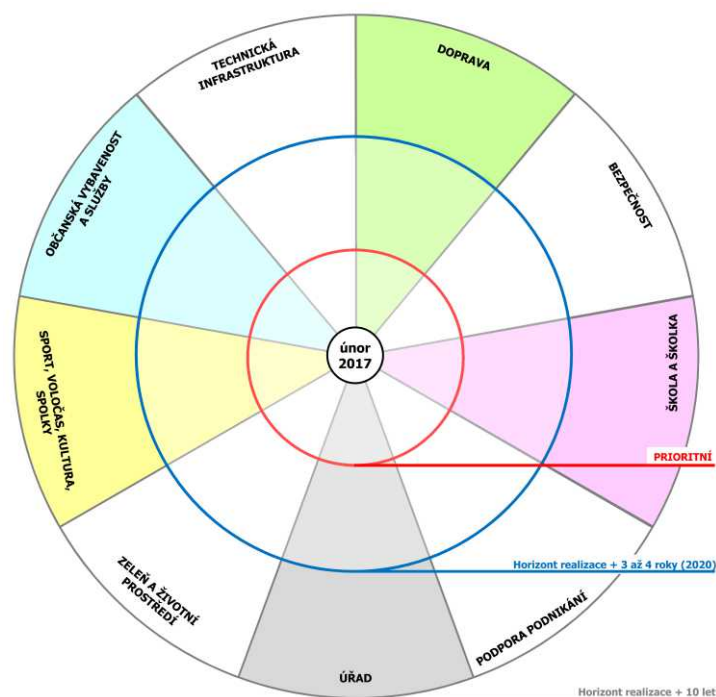 TECHNICKÁ
INFRASTRUKTURA
DOPRAVA
BEZPEČNOST
OBČANSKÁ VYBAVENOST
A SLUŽBY
únor
2017
SPORT, VOLOČAS, KULTURA,
SPOLKY
ŠKOLA A ŠKOLKA
PRIORITNÍ
Horizont realizace + 3 až 4 roky (2020)
ZELEŇ A ŽIVOTNÍ
PROSTŘEDÍ
PODPORA PODNIKÁNÍ
ÚŘAD
Horizont realizace + 10 let